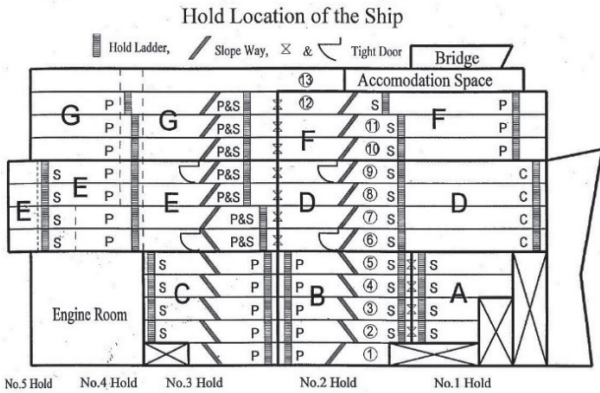 Hold Location of the Ship
Hold Ladder, Slope Way, & Tight Door
Bridge
⑬ Accomodation Space
G P G P&S ⑫ S F P
P P&S F ⑪ S
P P&S ⑩ S P
S P P&S ⑨ S C
E S E P E P&S D ⑧ S D C
S P P&S ⑦ S C
S P P&S ⑥ S C
S P P ⑤ S S
C S P P B ④ S S A
S P P ③ S S
Engine Room S P P ② S S
P P ①
No.5 Hold No.4 Hold No.3 Hold No.2 Hold No.1 Hold